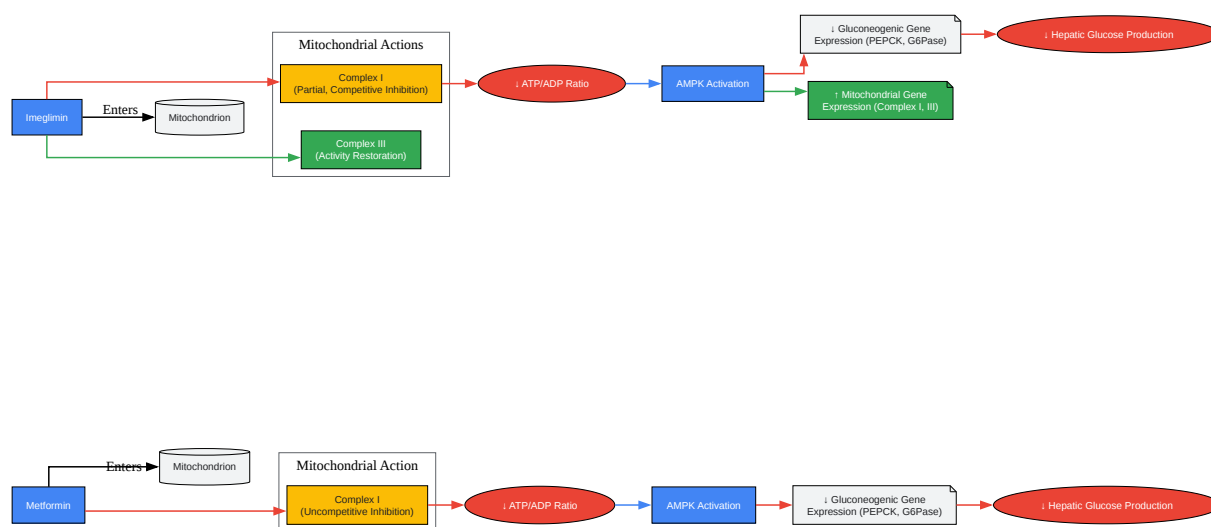 ↓ Gluconeogenic Gene
Expression (PEPCK, G6Pase)
↓ Hepatic Glucose Production
Mitochondrial Actions
Complex I
(Partial, Competitive Inhibition)
↓ ATP/ADP Ratio
AMPK Activation
↑ Mitochondrial Gene
Expression (Complex I, III)
Imeglimin
Enters
Mitochondrion
Complex III
(Activity Restoration)
Enters
Mitochondrion
Mitochondrial Action
Metformin
Complex I
(Uncompetitive Inhibition)
↓ ATP/ADP Ratio
AMPK Activation
↓ Gluconeogenic Gene
Expression (PEPCK, G6Pase)
↓ Hepatic Glucose Production